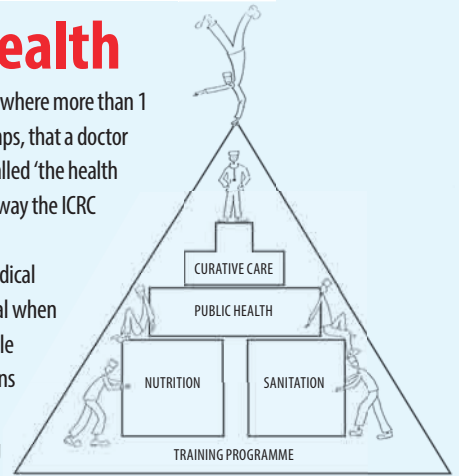 ealth
where more than 1
aps, that a doctor
alled ‘the health
way the ICRC
dical
al when
le
ns
CURATIVE CARE
PUBLIC HEALTH
NUTRITION
SANITATION
TRAINING PROGRAMME